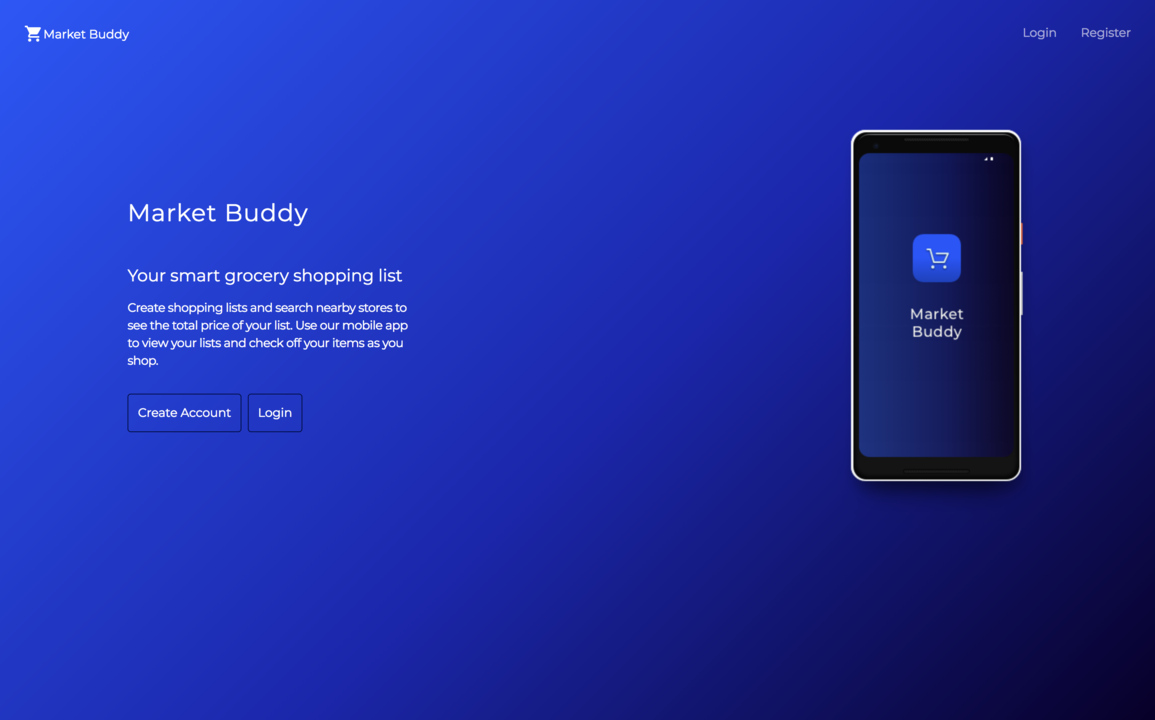 Market Buddy
Login
Register
Market Buddy
Your smart grocery shopping list
Create shopping lists and search nearby stores to
see the total price of your list. Use our mobile app
to view your lists and check off your items as you
shop.
Create Account
Login
Market
Buddy